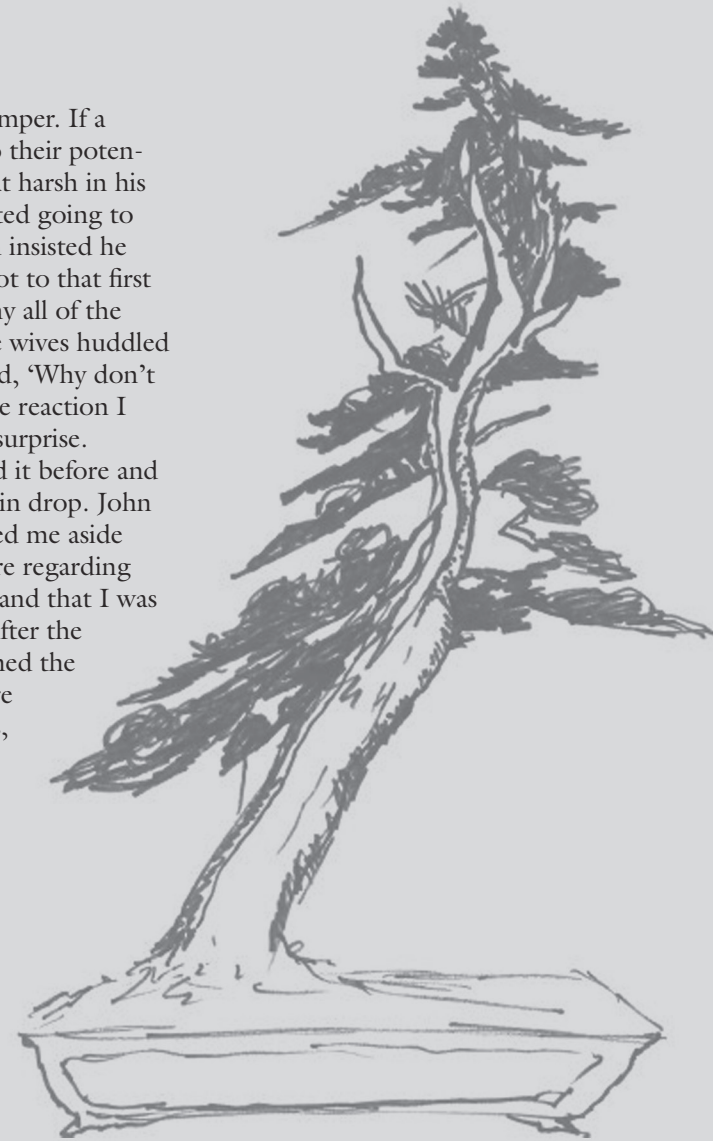 mper. If a
their poten-
t harsh in his
ted going to
insisted he
ot to that first
y all of the
wives huddled
d, ‘Why don’t
e reaction I
surprise.
d it before and
in drop. John
ed me aside
re regarding
and that I was
fter the
ned the
e
,